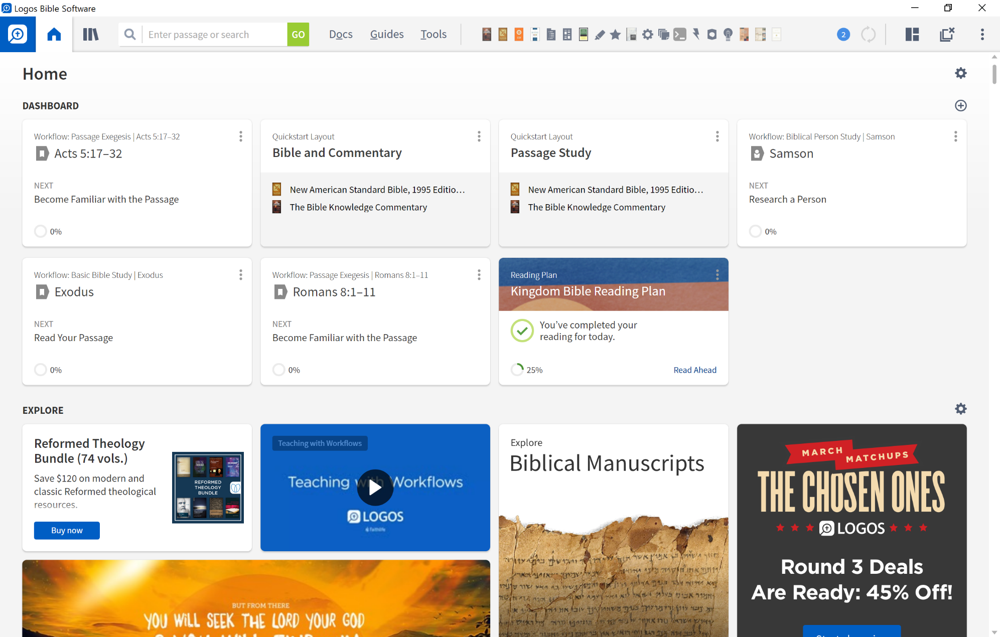 Logos Bible Software
Enter passage or search
GO
Docs
Guides
Tools
2
Home
DASHBOARD
Workflow: Passage Exegesis | Acts 5:17–32
Acts 5:17–32
NEXT
Become Familiar with the Passage
0%
Quickstart Layout
Bible and Commentary
New American Standard Bible, 1995 Editio…
The Bible Knowledge Commentary
Quickstart Layout
Passage Study
New American Standard Bible, 1995 Editio…
The Bible Knowledge Commentary
Workflow: Biblical Person Study | Samson
Samson
NEXT
Research a Person
0%
Workflow: Basic Bible Study | Exodus
Exodus
NEXT
Read Your Passage
0%
Workflow: Passage Exegesis | Romans 8:1–11
Romans 8:1–11
NEXT
Become Familiar with the Passage
0%
Reading Plan
Kingdom Bible Reading Plan
You’ve completed your
reading for today.
25%
Read Ahead
EXPLORE
Reformed Theology
Bundle (74 vols.)
Save $120 on modern and
classic Reformed theological
resources.
Buy now
REFORMED
THEOLOGY
BUNDLE
Teaching with Workflows
Teaching with Workflows
LOGOS
faithlife
BUT FROM THERE
YOU WILL SEEK THE LORD YOUR GOD
Explore
Biblical Manuscripts
MARCH
MATCHUPS
THE CHOSEN ONES
LOGOS
Round 3 Deals
Are Ready: 45% Off!